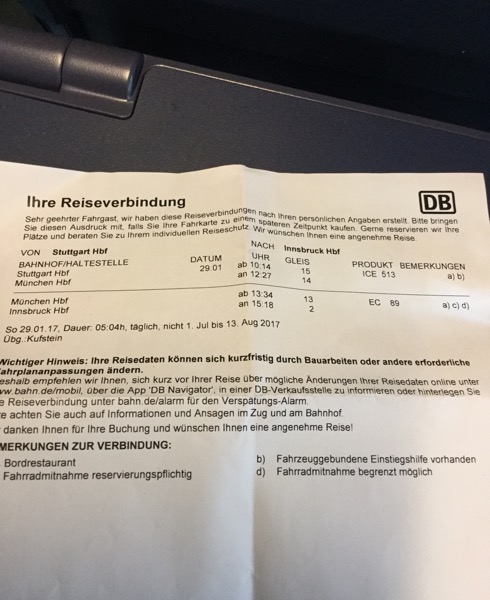 Ihre Reiseverbindung
DB
Sehr geehrter Fahrgast, wir haben diese Reiseverbindungen nach Ihren persönlichen Angaben erstellt. Bitte bringen
Sie diesen Ausdruck mit, falls Sie Ihre Fahrkarte zu einem späteren Zeitpunkt kaufen. Gerne reservieren wir Ihre
Plätze und beraten Sie zu Ihrem individuellen Reiseschutz. Wir wünschen Ihnen eine angenehme Reise.
VON Stuttgart Hbf NACH Innsbruck Hbf
BAHNHOF/HALTESTELLE DATUM UHR GLEIS PRODUKT BEMERKUNGEN
Stuttgart Hbf 29.01 ab 10:14 15 ICE 513 a) b)
München Hbf an 12:27 14
München Hbf ab 13:34 13 EC 89 a) c) d)
Innsbruck Hbf an 15:18 2
So 29.01.17, Dauer: 05:04h, täglich, nicht 1. Jul bis 13. Aug 2017
Übg.:Kufstein
Wichtiger Hinweis: Ihre Reisedaten können sich kurzfristig durch Bauarbeiten oder andere erforderliche
ahrplananpassungen ändern.
eshalb empfehlen wir Ihnen, sich kurz vor Ihrer Reise über mögliche Änderungen Ihrer Reisedaten online unter
ww.bahn.de/mobil, über die App 'DB Navigator', in einer DB-Verkaufsstelle zu informieren oder hinterlegen Sie
e Reiseverbindung unter bahn.de/alarm für den Verspätungs-Alarm.
e achten Sie auch auf Informationen und Ansagen im Zug und am Bahnhof.
danken Ihnen für Ihre Buchung und wünschen Ihnen eine angenehme Reise!
MERKUNGEN ZUR VERBINDUNG:
Bordrestaurant b) Fahrzeuggebundene Einstiegshilfe vorhanden
Fahrradmitnahme reservierungspflichtig d) Fahrradmitnahme begrenzt möglich